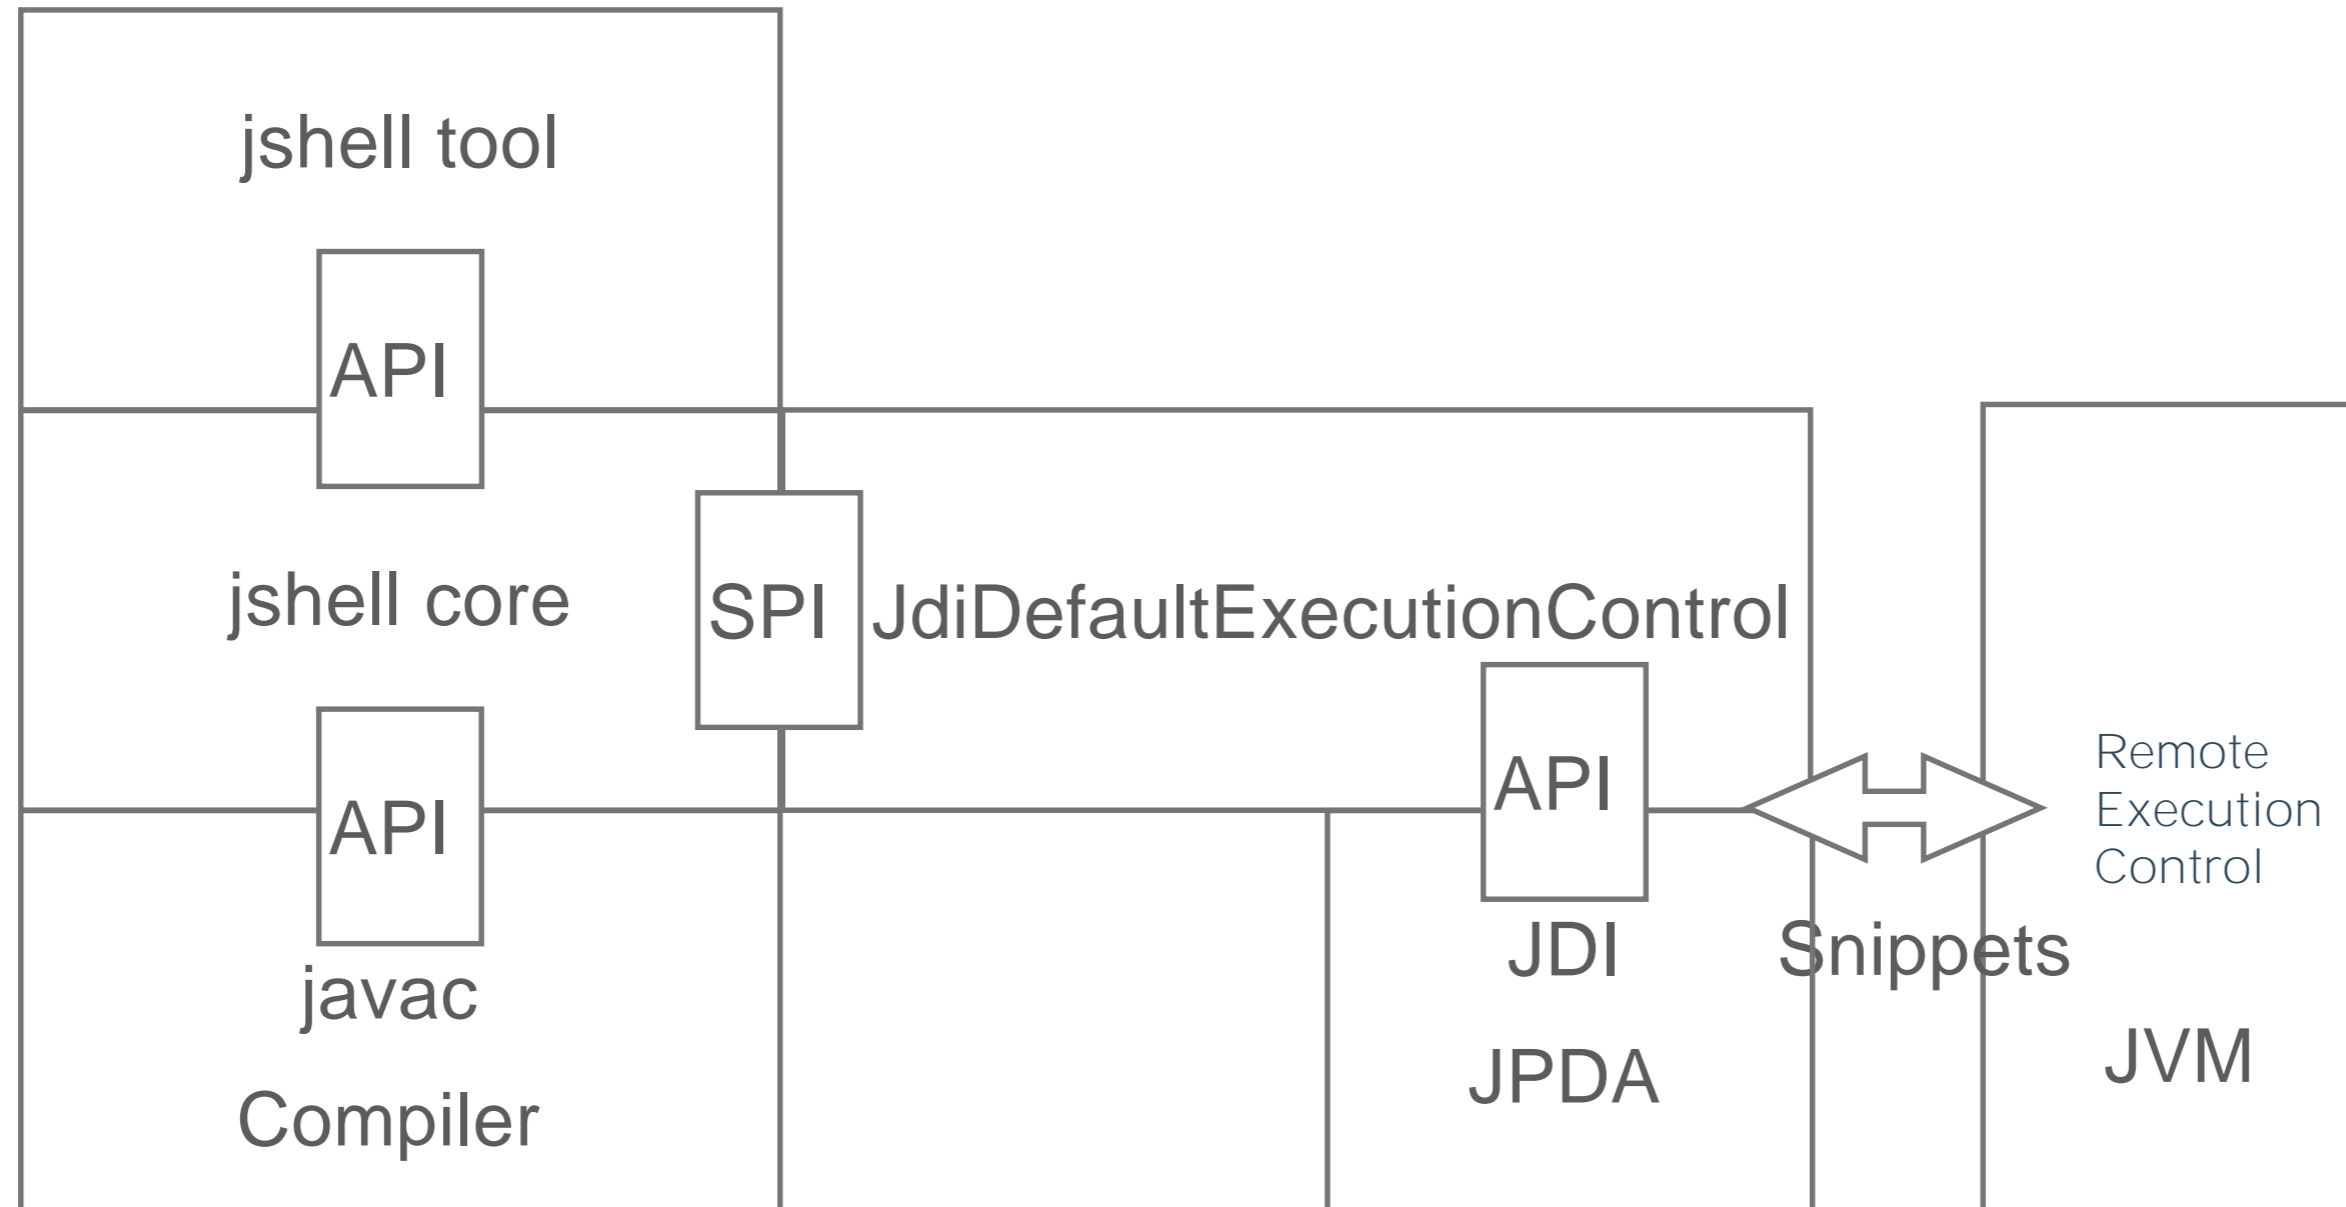 jshell tool
API
jshell core
SPI
JdiDefaultExecutionControl
API
API
Remote
Execution
Control
JDI
Snippets
javac
JPDA
JVM
Compiler